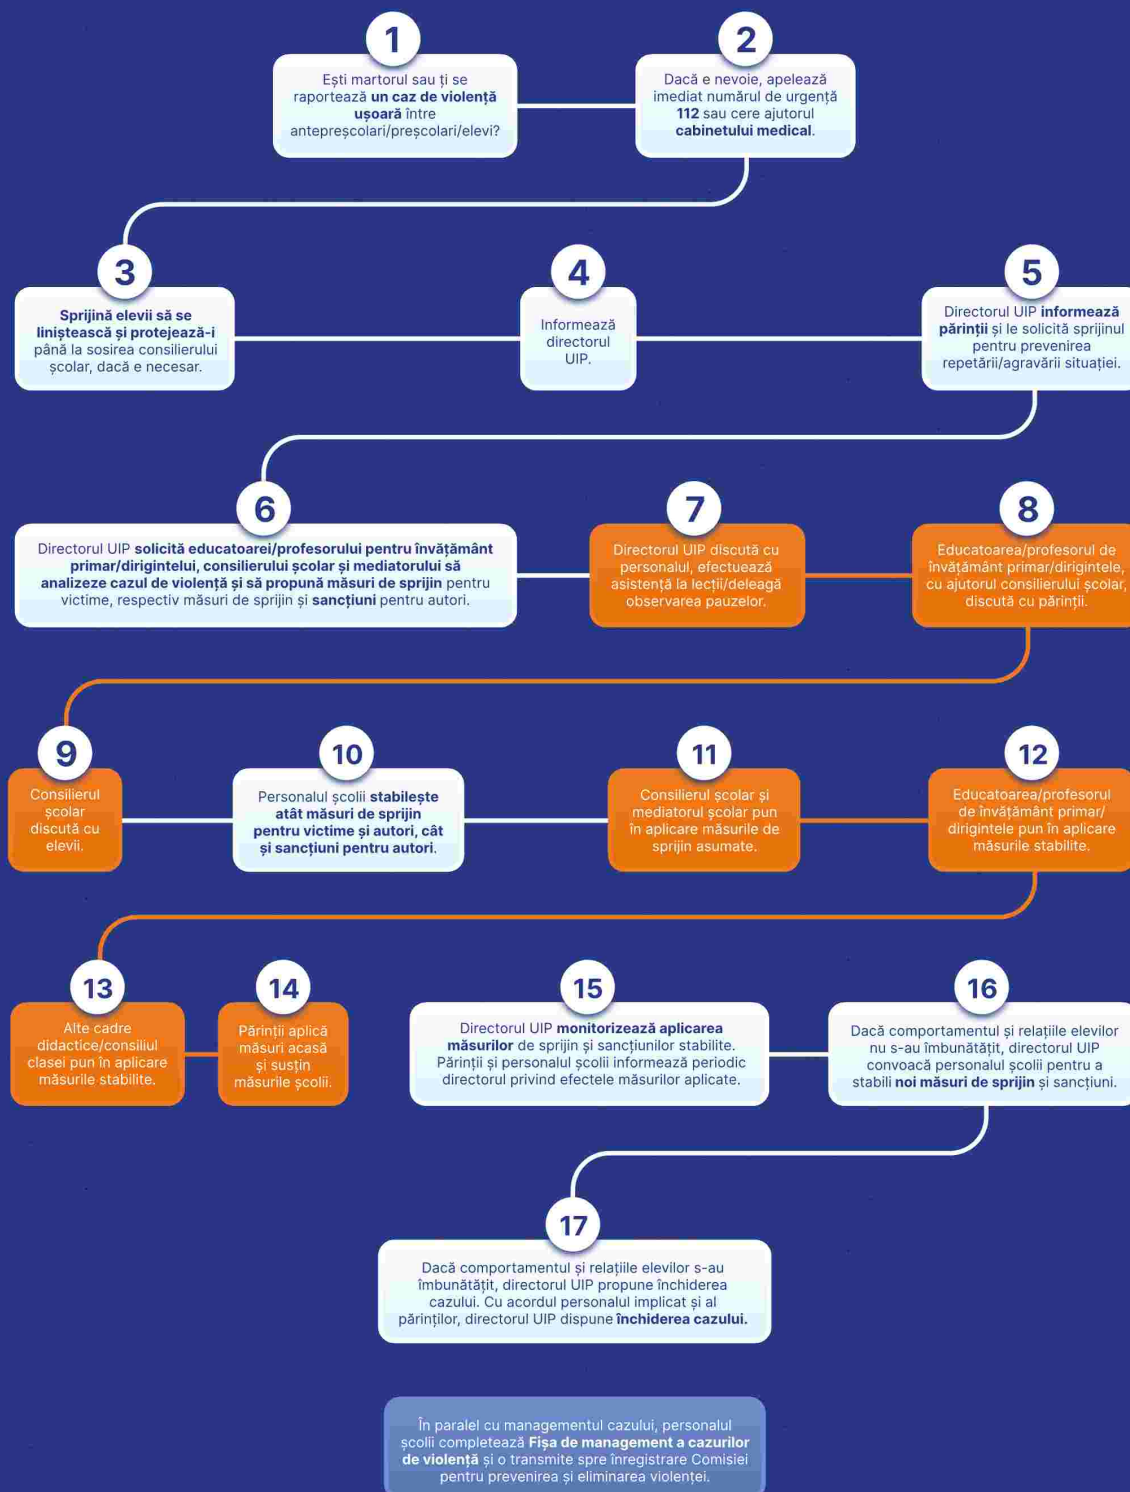 1
Ești martorul sau ți se
raportează un caz de violență
ușoară între
antepreșcolari/preșcolari/elevi?
2
Dacă e nevoie, apelează
imediat numărul de urgență
112 sau cere ajutorul
cabinetului medical.
3
Sprijină elevii să se
liniștească și protejează-i
până la sosirea consilierului
școlar, dacă e necesar.
4
Informează
directorul
UIP.
5
Directorul UIP informează
părinții și le solicită sprijinul
pentru prevenirea
repetării/agravării situației.
6
Directorul UIP solicită educatoarei/profesorului pentru învățământ
primar/dirigintelui, consilierului școlar și mediatorului să
analizeze cazul de violență și să propună măsuri de sprijin pentru
victime, respectiv măsuri de sprijin și sancțiuni pentru autori.
7
Directorul UIP discută cu
personalul, efectuează
asistență la lecții/deleagă
observarea pauzelor.
8
Educatoarea/profesorul de
învățământ primar/dirigintele,
cu ajutorul consilierului școlar,
discută cu părinții.
9
Consilierul
școlar
discută cu
elevii.
10
Personalul școlii stabilește
atât măsuri de sprijin
pentru victime și autori, cât
și sancțiuni pentru autori.
11
Consilierul școlar și
mediatorul școlar pun
în aplicare măsurile de
sprijin asumate.
12
Educatoarea/profesorul
de învățământ primar/
dirigintele pun în aplicare
măsurile stabilite.
13
Alte cadre
didactice/consiliul
clasei pun în aplicare
măsurile stabilite.
14
Părinții aplică
măsuri acasă
și susțin
măsurile școlii.
15
Directorul UIP monitorizează aplicarea
măsurilor de sprijin și sancțiunilor stabilite.
Părinții și personalul școlii informează periodic
directorul privind efectele măsurilor aplicate.
16
Dacă comportamentul și relațiile elevilor
nu s-au îmbunătățit, directorul UIP
convoacă personalul școlii pentru a
stabili noi măsuri de sprijin și sancțiuni.
17
Dacă comportamentul și relațiile elevilor s-au
îmbunătățit, directorul UIP propune închiderea
cazului. Cu acordul personalul implicat și al
părinților, directorul UIP dispune închiderea cazului.
În paralel cu managementul cazului, personalul
școlii completează Fișa de management a cazurilor
de violență și o transmite spre înregistrare Comisiei
pentru prevenirea și eliminarea violenței.